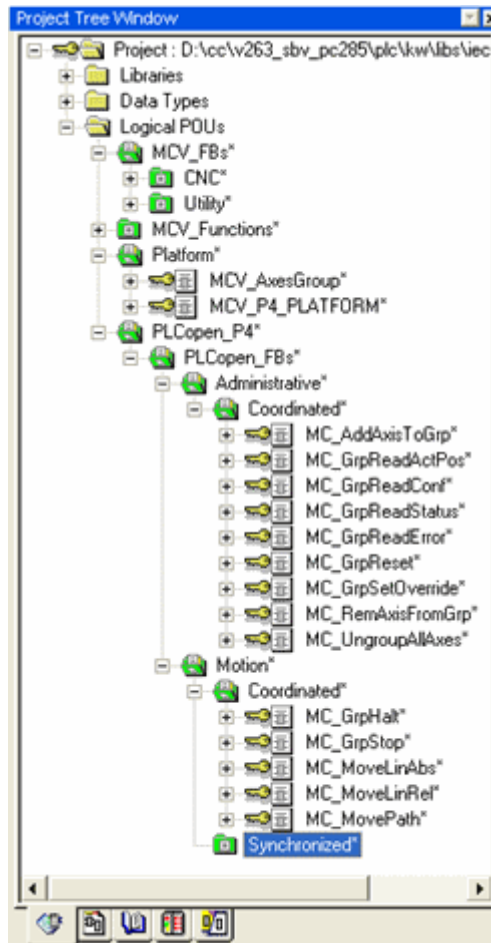 Project Tree Window
Project : D:\cc\v263_sbv_pc285\plc\kw\libs\iec
Libraries
Data Types
Logical POUs
MCV_FBs*
CNC*
Utility*
MCV_Functions*
Platform*
MCV_AxesGroup*
MCV_P4_PLATFORM*
PLCopen_P4*
PLCopen_FBs*
Administrative*
Coordinated*
MC_AddAxisToGrp*
MC_GrpReadActPos*
MC_GrpReadConf*
MC_GrpReadStatus*
MC_GrpReadError*
MC_GrpReset*
MC_GrpSetOverride*
MC_RemAxisFromGrp*
MC_UngroupAllAxes*
Motion*
Coordinated*
MC_GrpHalt*
MC_GrpStop*
MC_MoveLinAbs*
MC_MoveLinRel*
MC_MovePath*
Synchronized*